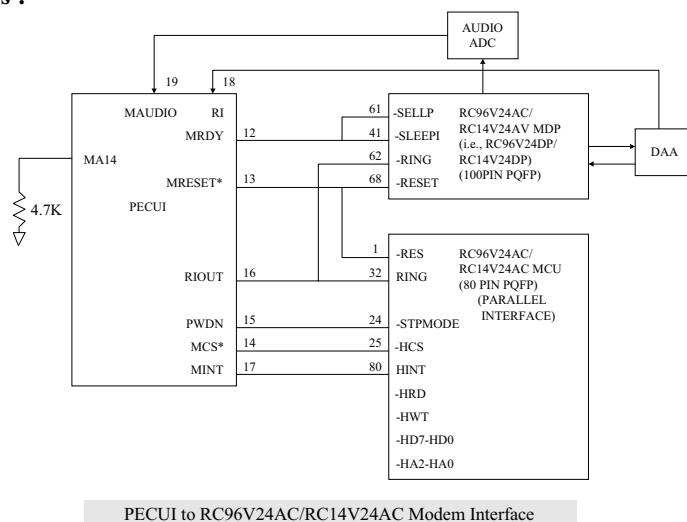 s :
AUDIO
ADC
19
18
MAUDIO
RI
MRDY
12
MA14
MRESET*
13
PECUI
4.7K
RIOUT
16
PWDN
15
MCS*
14
MINT
17
61
-SELLP
41
-SLEEPI
62
-RING
68
-RESET
RC96V24AC/
RC14V24AV MDP
(i.e., RC96V24DP/
RC14V24DP)
(100PIN PQFP)
DAA
1
-RES
32
RING
24
-STPMODE
25
-HCS
80
HINT
-HRD
-HWT
-HD7-HD0
-HA2-HA0
RC96V24AC/
RC14V24AC MCU
(80 PIN PQFP)
(PARALLEL
INTERFACE)
PECUI to RC96V24AC/RC14V24AC Modem Interface